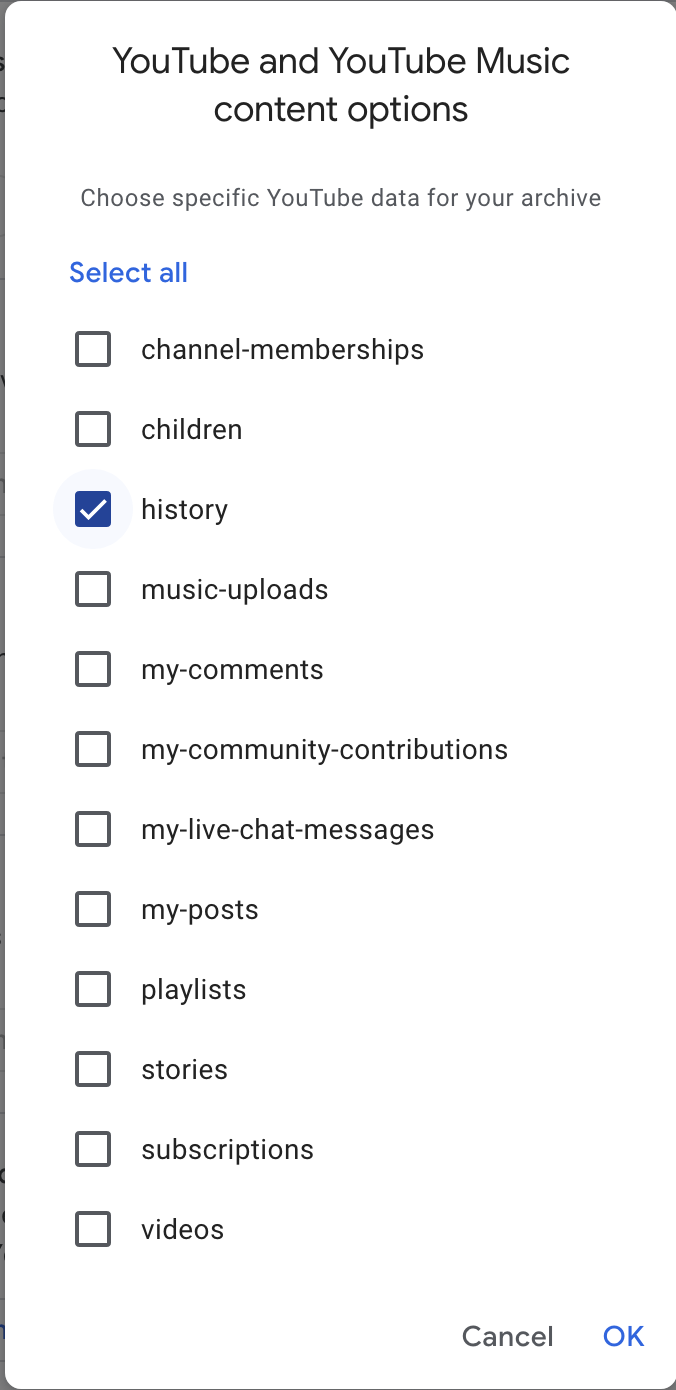 YouTube and YouTube Music
content options
Choose specific YouTube data for your archive
Select all
channel-memberships
children
history
music-uploads
my-comments
my-community-contributions
my-live-chat-messages
my-posts
playlists
stories
subscriptions
videos
Cancel OK